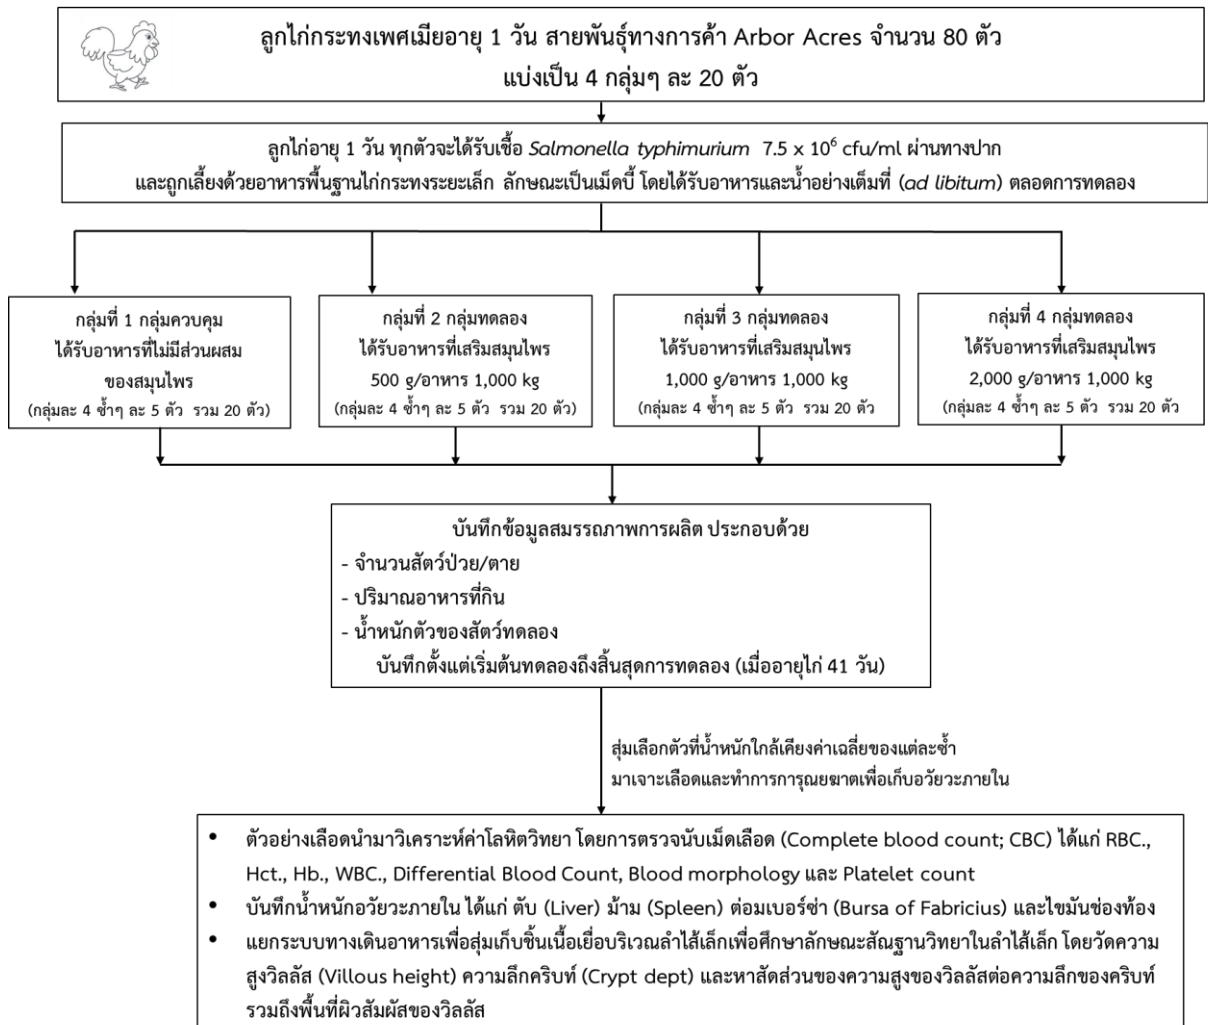 ลูกไก่กระทงเพศเมียอายุ 1 วัน สายพันธุ์ทางการค้า Arbor Acres จำนวน 80 ตัว
แบ่งเป็น 4 กลุ่มๆ ละ 20 ตัว
ลูกไก่อายุ 1 วัน ทุกตัวจะได้รับเชื้อ Salmonella typhimurium 7.5 x 10⁶ cfu/ml ผ่านทางปาก
และถูกเลี้ยงด้วยอาหารพื้นฐานไก่กระทงระยะเล็ก ลักษณะเป็นเม็ดบี้ โดยได้รับอาหารและน้ำอย่างเต็มที่ (ad libitum) ตลอดการทดลอง
กลุ่มที่ 1 กลุ่มควบคุม
ได้รับอาหารที่ไม่มีส่วนผสม
ของสมุนไพร
(กลุ่มละ 4 ซ้ำๆ ละ 5 ตัว รวม 20 ตัว)
กลุ่มที่ 2 กลุ่มทดลอง
ได้รับอาหารที่เสริมสมุนไพร
500 g/อาหาร 1,000 kg
(กลุ่มละ 4 ซ้ำๆ ละ 5 ตัว รวม 20 ตัว)
กลุ่มที่ 3 กลุ่มทดลอง
ได้รับอาหารที่เสริมสมุนไพร
1,000 g/อาหาร 1,000 kg
(กลุ่มละ 4 ซ้ำๆ ละ 5 ตัว รวม 20 ตัว
กลุ่มที่ 4 กลุ่มทดลอง
ได้รับอาหารที่เสริมสมุนไพร
2,000 g/อาหาร 1,000 kg
(กลุ่มละ 4 ซ้ำๆ ละ 5 ตัว รวม 20 ตัว
บันทึกข้อมูลสมรรถภาพการผลิต ประกอบด้วย
- จำนวนสัตว์ป่วย/ตาย
- ปริมาณอาหารที่กิน
- น้ำหนักตัวของสัตว์ทดลอง
บันทึกตั้งแต่เริ่มต้นทดลองถึงสิ้นสุดการทดลอง (เมื่ออายุไก่ 41 วัน)
สุ่มเลือกตัวที่น้ำหนักใกล้เคียงค่าเฉลี่ยของแต่ละซ้ำ
มาเจาะเลือดและทำการการุณยฆาตเพื่อเก็บอวัยวะภายใน
• ตัวอย่างเลือดนำมาวิเคราะห์ค่าโลหิตวิทยา โดยการตรวจนับเม็ดเลือด (Complete blood count; CBC) ได้แก่ RBC.,
Hct., Hb., WBC., Differential Blood Count, Blood morphology และ Platelet count
• บันทึกน้ำหนักอวัยวะภายใน ได้แก่ ตับ (Liver) ม้าม (Spleen) ต่อมเบอร์ซ่า (Bursa of Fabricius) และไขมันช่องท้อง
• แยกระบบทางเดินอาหารเพื่อสุ่มเก็บชิ้นเนื้อเยื่อบริเวณลำไส้เล็กเพื่อศึกษาลักษณะสัณฐานวิทยาในลำไส้เล็ก โดยวัดความ
สูงวิลลัส (Villous height) ความลึกคริบท์ (Crypt dept) และหาสัดส่วนของความสูงของวิลลัสต่อความลึกของคริบท์
รวมถึงพื้นที่ผิวสัมผัสของวิลลัส